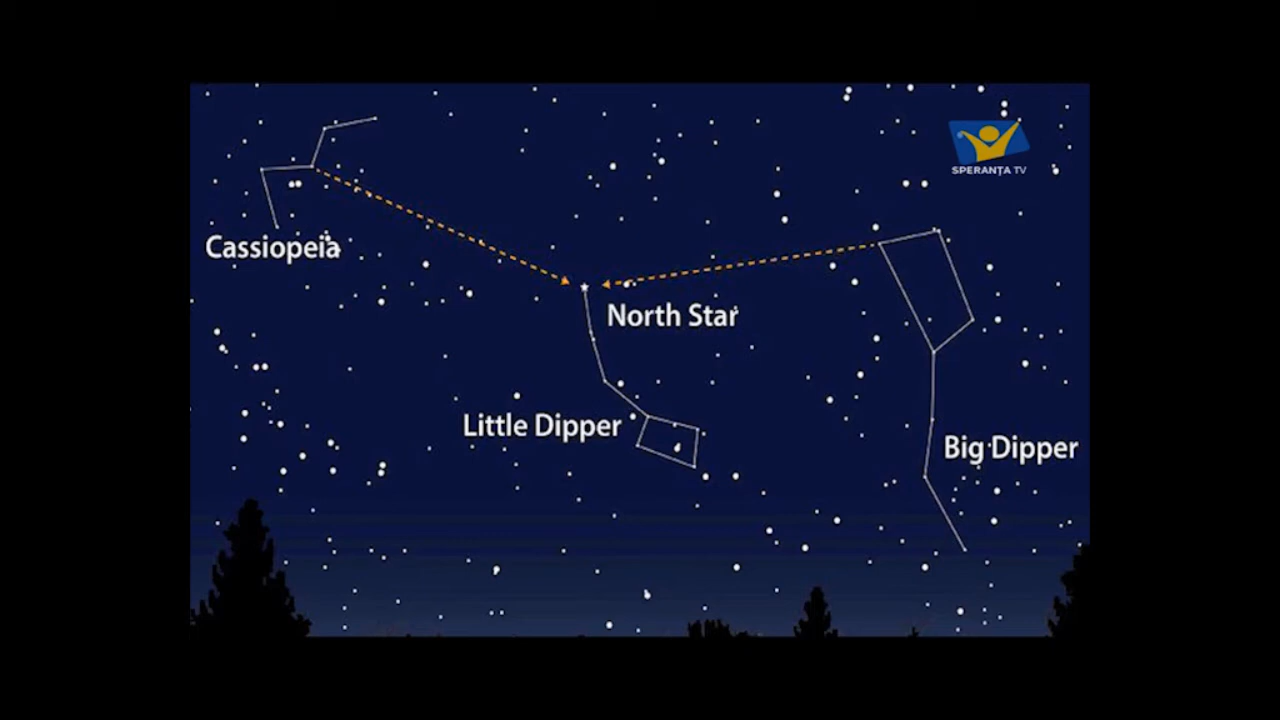 SPERANȚA TV
Cassiopeia
North Star
Little Dipper
Big Dipper